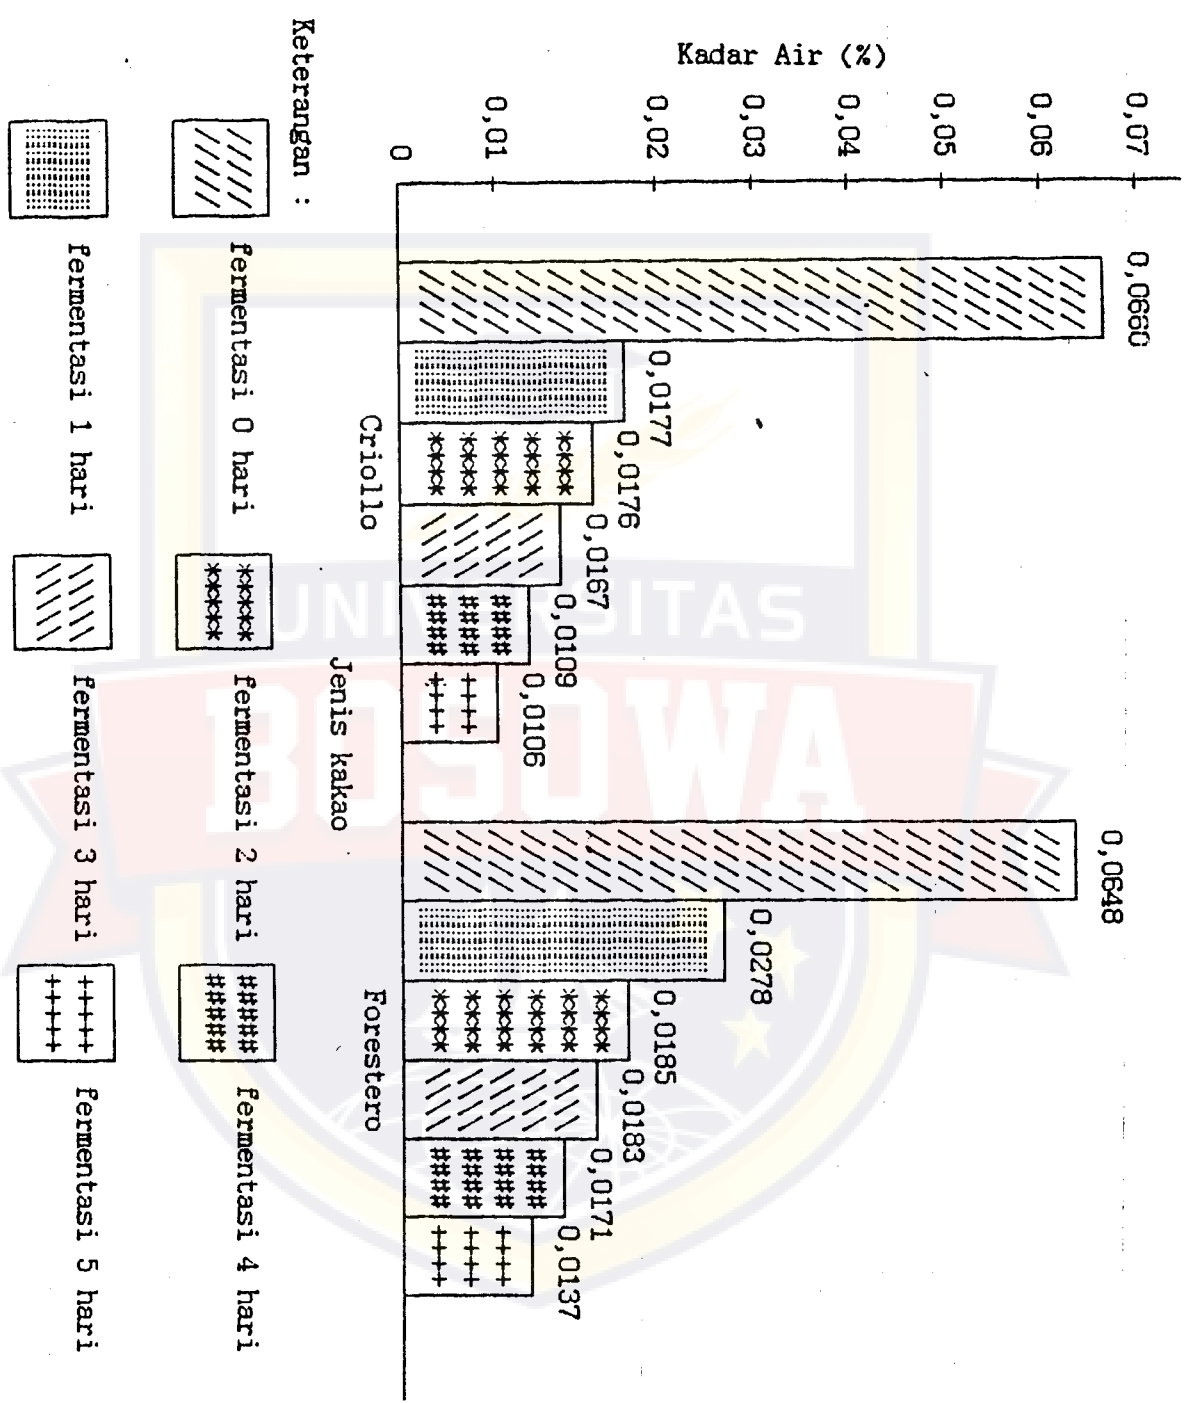 Kadar Air (%)
0,07
0,06
0,05
0,04
0,03
0,02
0,01
0
0,0660
0,0177
0,0176
0,0167
0,0109
0,0106
0,0648
0,0278
0,0185
0,0183
0,0171
0,0137
Criollo
Forestero
Jenis kakao
Keterangan :
fermentasi 0 hari
fermentasi 2 hari
fermentasi 4 hari
fermentasi 1 hari
fermentasi 3 hari
fermentasi 5 hari
UNIVERSITAS
BOSOWA